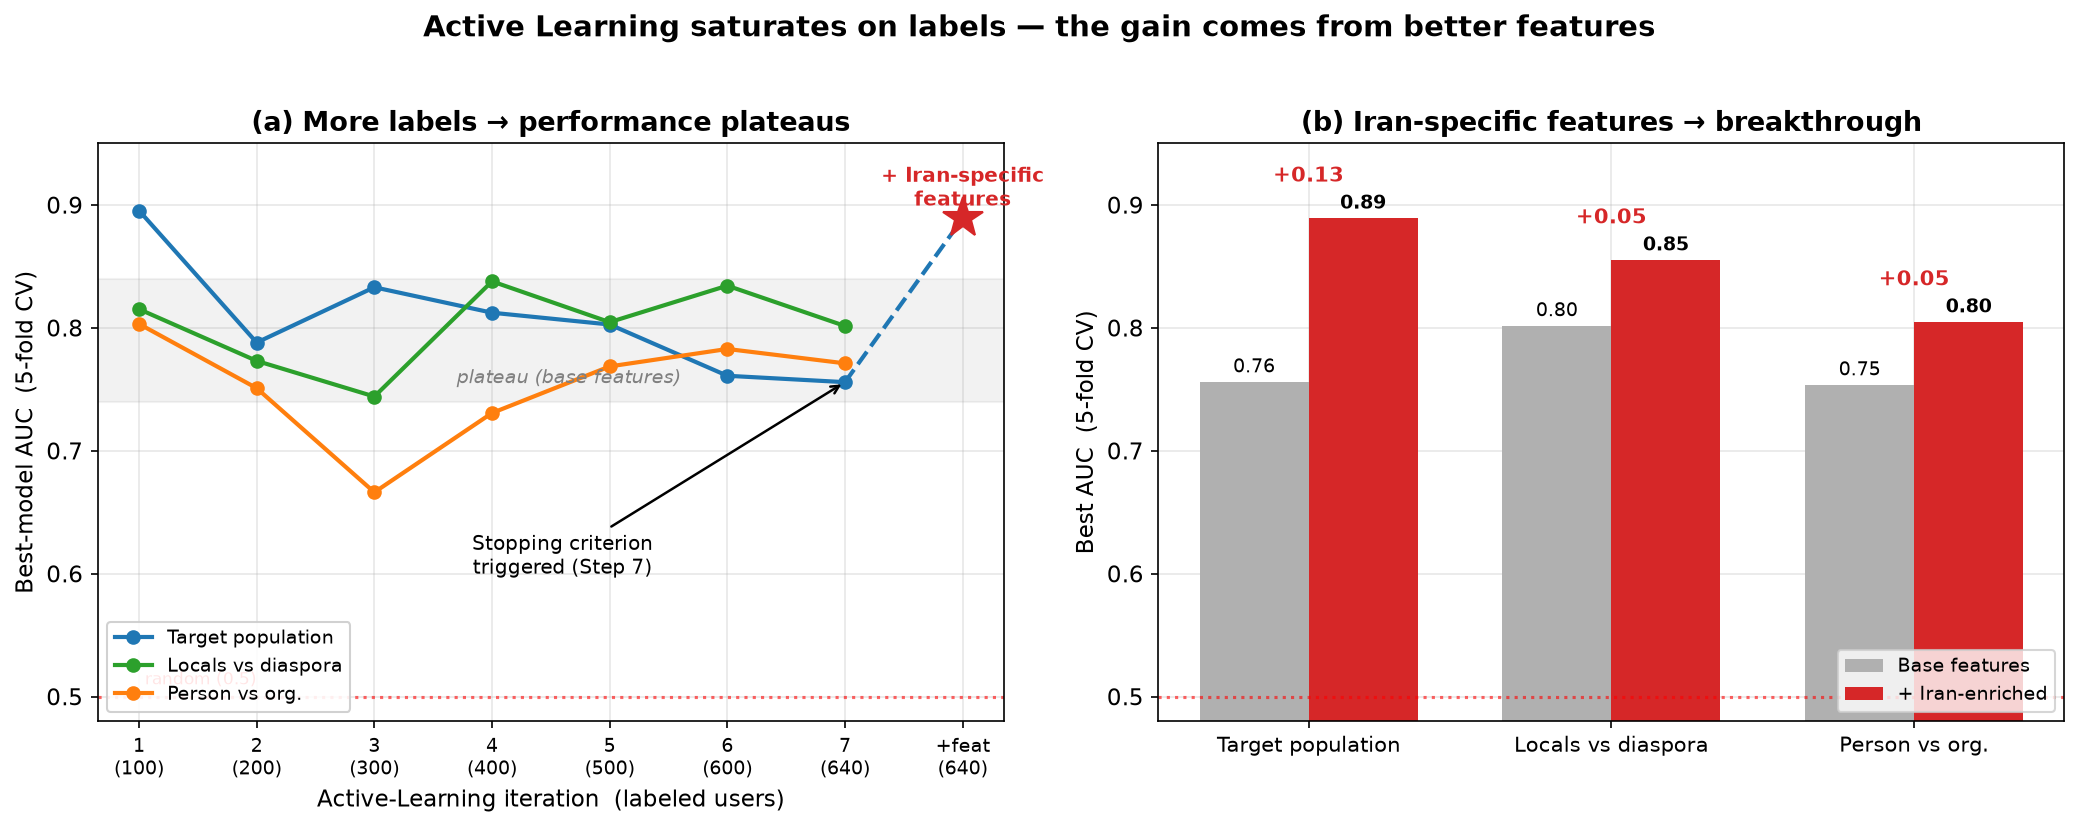 Active Learning saturates on labels — the gain comes from better features
(a) More labels → performance plateaus
+ Iran-specific
features
plateau (base features)
Stopping criterion
triggered (Step 7)
Target population
Locals vs diaspora
random (0.5)
Person vs org.
0.9
0.8
0.7
0.6
0.5
Best-model AUC (5-fold CV)
1 2 3 4 5 6 7 +feat
(100) (200) (300) (400) (500) (600) (640) (640)
Active-Learning iteration (labeled users)
(b) Iran-specific features → breakthrough
+0.13
0.89
+0.05
0.85
+0.05
0.80
0.76
0.80
0.75
Base features
+ Iran-enriched
0.9
0.8
0.7
0.6
0.5
Best AUC (5-fold CV)
Target population Locals vs diaspora Person vs org.